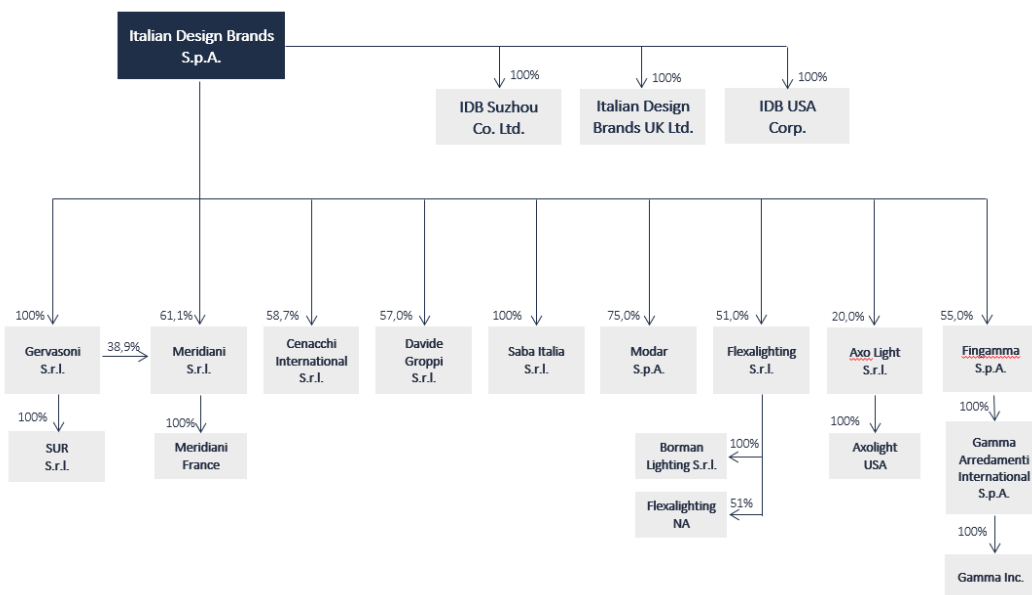 Italian Design Brands
S.p.A.
100%
100%
100%
IDB Suzhou
Co. Ltd.
Italian Design
Brands UK Ltd.
IDB USA
Corp.
100%
61,1%
58,7%
57,0%
100%
75,0%
51,0%
20,0%
55,0%
Gervasoni
S.r.l.
38,9%
Meridiani
S.r.l.
Cenacchi
International
S.r.l.
Davide
Groppi
S.r.l.
Saba Italia
S.r.l.
Modar
S.p.A.
Flexalighting
S.r.l.
Axo Light
S.r.l.
Fingamma
S.p.A.
100%
100%
100%
100%
SUR
S.r.l.
Meridiani
France
Borman
Lighting S.r.l.
100%
Axolight
USA
Gamma
Arredamenti
International
S.p.A.
Flexalighting
NA
51%
100%
Gamma Inc.